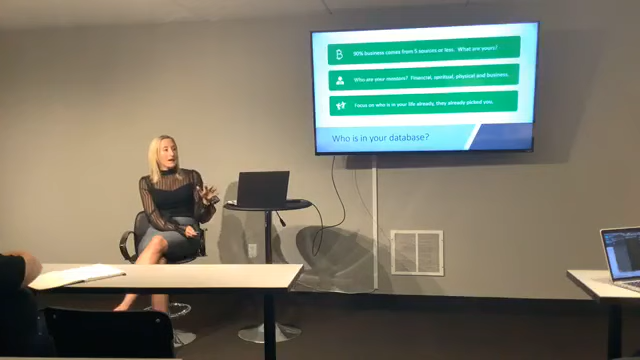 90% business comes from 5 sources or less. What are yours?
Who are your mentors? Financial, spiritual, physical and business.
Focus on who is in your life already, they already picked you.
Who is in your database?